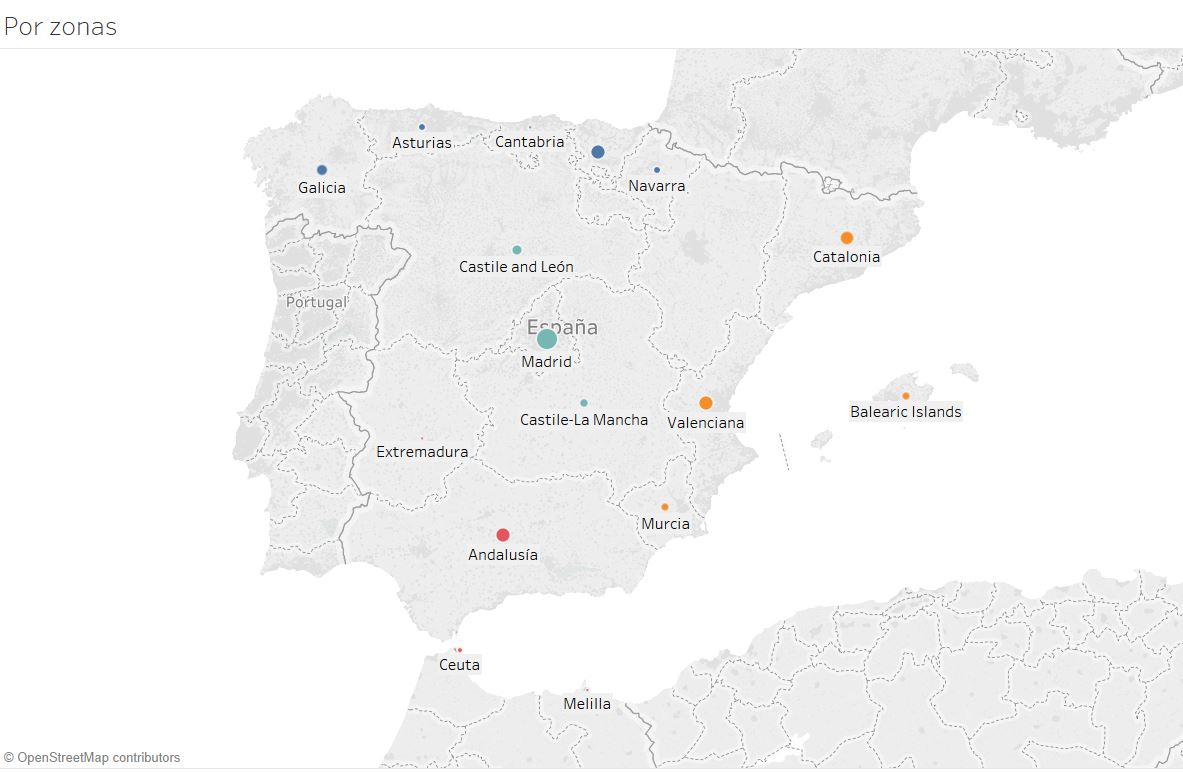 Por zonas
Asturias
Cantabria
Galicia
Navarra
Catalonia
Castile and León
Portugal
España
Madrid
Balearic Islands
Castile-La Mancha
Valenciana
Extremadura
Murcia
Andalusía
Ceuta
Melilla
© OpenStreetMap contributors